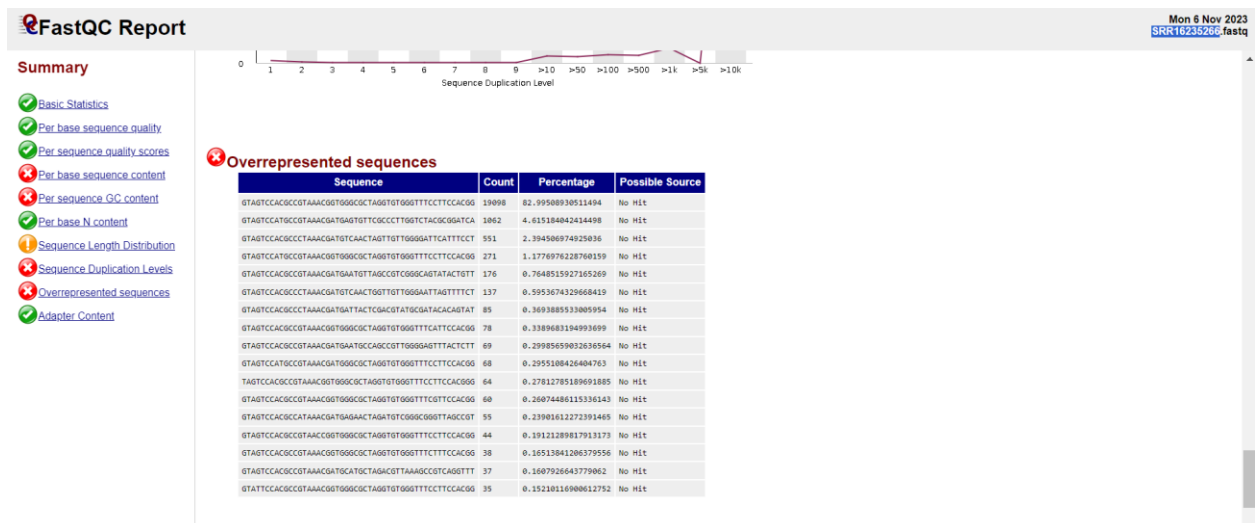 FastQC Report
Mon 6 Nov 2023
SRR16235266.fastq
Summary
Basic Statistics
Per base sequence quality
Per sequence quality scores
Per base sequence content
Per sequence GC content
Per base N content
Sequence Length Distribution
Sequence Duplication Levels
Overrepresented sequences
Adapter Content
0
1 2 3 4 5 6 7 8 9 >10 >50 >100 >500 >1k >5k >10k
Sequence Duplication Level
Overrepresented sequences
Sequence Count Percentage Possible Source
GTAGTCCACGCCGTAAACGGTGGGCGCTAGGTGTGGGTTTCCTTCCACGG 19098 82.99508930511494 No Hit
GTAGTCCATGCCGTAAACGATGAGTGTTCGCCCTTGGTCTACGCGGATCA 1062 4.615184042414498 No Hit
GTAGTCCACGCCCTAAACGATGTCAACTAGTTGTTGGGGATTCATTTCCT 551 2.394506974925036 No Hit
GTAGTCCATGCCGTAAACGGTGGGCGCTAGGTGTGGGTTTCCTTCCACGG 271 1.1776976228760159 No Hit
GTAGTCCACGCCGTAAACGATGAATGTTAGCCGTCGGGCAGTATACTGTT 176 0.7648515927165269 No Hit
GTAGTCCACGCCCTAAACGATGTCAACTGGTTGTTGGGAATTAGTTTTCT 137 0.5953674329668419 No Hit
GTAGTCCACGCCCTAAACGATGATTACTCGACGTATGCGATACACAGTAT 85 0.3693885533005954 No Hit
GTAGTCCACGCCGTAAACGGTGGGCGCTAGGTGTGGGTTTCATTCCACGG 78 0.3389683194993699 No Hit
GTAGTCCACGCCGTAAACGATGAATGCCAGCCGTTGGGGAGTTTACTCTT 69 0.29985659032636564 No Hit
GTAGTCCATGCCGTAAACGATGGGCGCTAGGTGTGGGTTTCCTTCCACGG 68 0.2955108426404763 No Hit
TAGTCCACGCCGTAAACGGTGGGCGCTAGGTGTGGGTTTCCTTCCACGGG 64 0.27812785189691885 No Hit
GTAGTCCACGCCGTAAACGGTGGGCGCTAGGTGTGGGTTTCGTTCCACGG 60 0.26074486115336143 No Hit
GTAGTCCACGCCATAAACGATGAGAACTAGATGTCGGGCGGGTTAGCCGT 55 0.23901612272391465 No Hit
GTAGTCCACGCCGTAACCGGTGGGCGCTAGGTGTGGGTTTCCTTCCACGG 44 0.19121289817913173 No Hit
GTAGTCCACGCCGTAAACGGTGGGCGCTAGGTGTGGGTTTCTTTCCACGG 38 0.16513841206379556 No Hit
GTAGTCCACGCCGTAAACGATGCATGCTAGACGTTAAAGCCGTCAGGTTT 37 0.1607926643779062 No Hit
GTATTCCACGCCGTAAACGGTGGGCGCTAGGTGTGGGTTTCCTTCCACGG 35 0.15210116900612752 No Hit